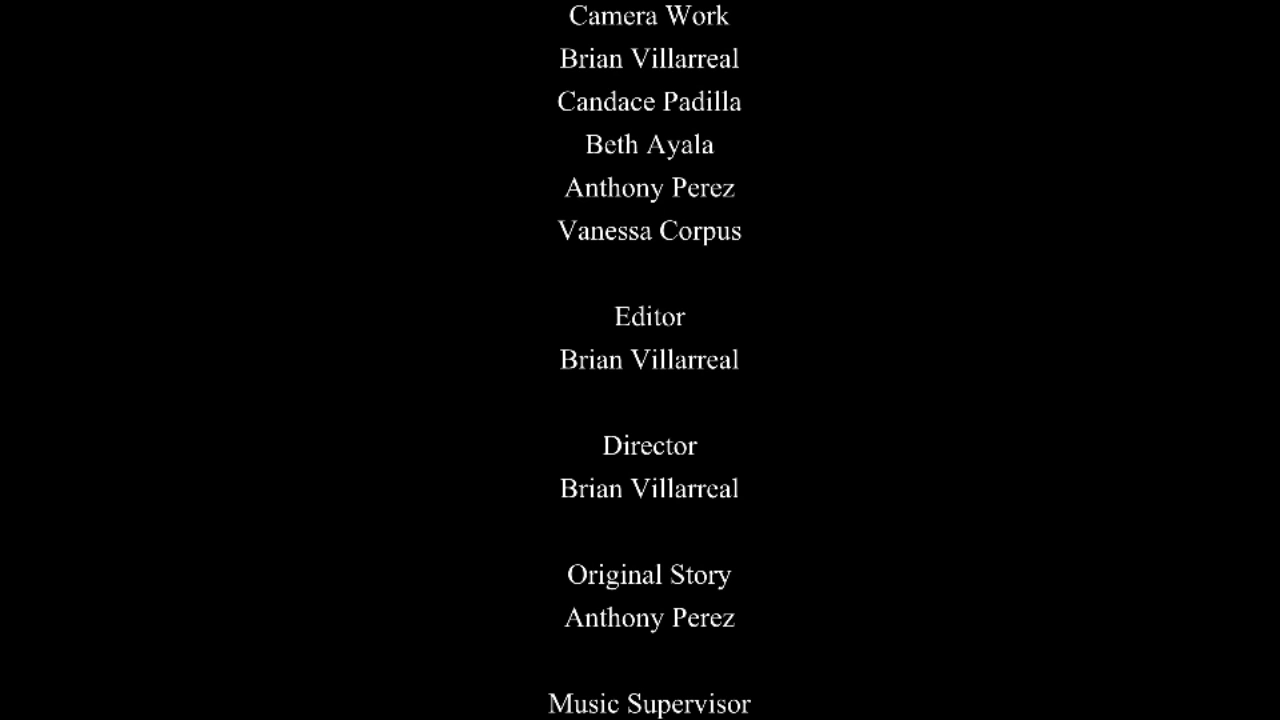 Camera Work
Brian Villarreal
Candace Padilla
Beth Ayala
Anthony Perez
Vanessa Corpus
Editor
Brian Villarreal
Director
Brian Villarreal
Original Story
Anthony Perez
Music Supervisor